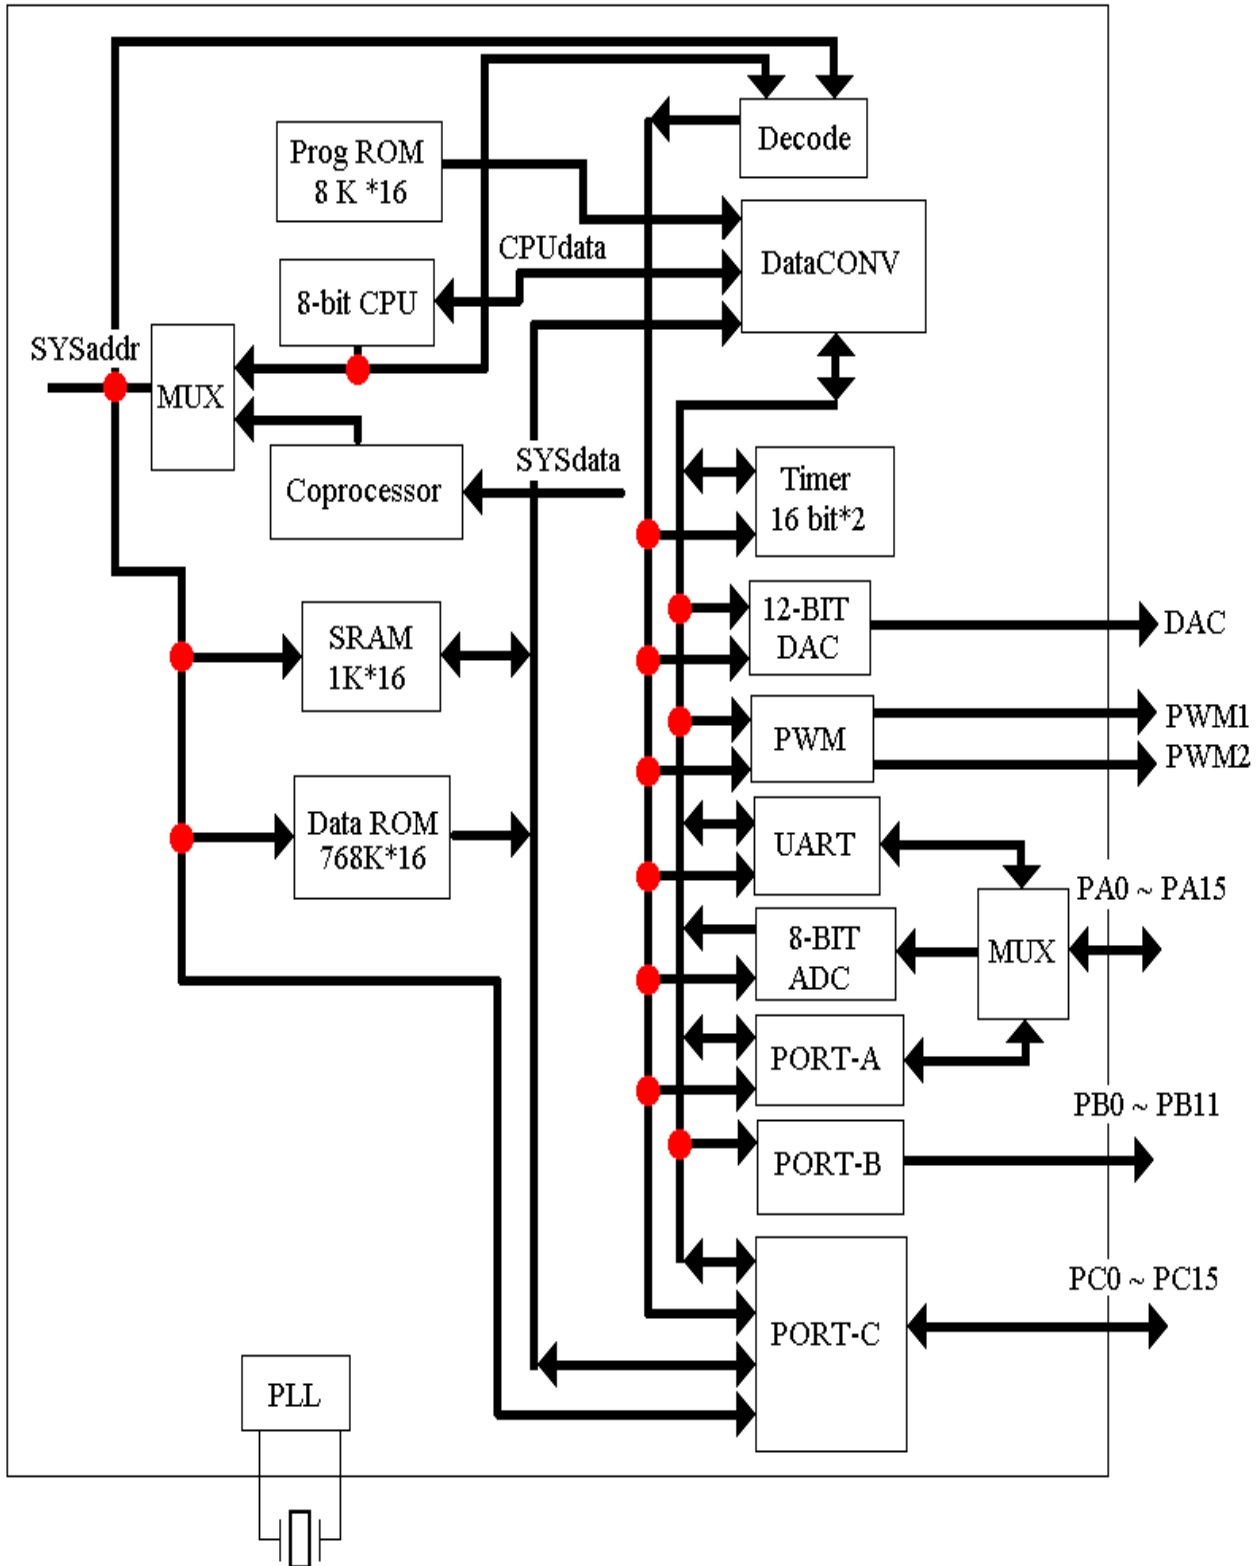 Decode
Prog ROM
8 K *16
CPUdata
DataCONV
8-bit CPU
SYSaddr
MUX
SYSdata
Coprocessor
Timer
16 bit*2
SRAM
1K*16
12-BIT
DAC
DAC
PWM
PWM1
PWM2
Data ROM
768K*16
UART
PA0 ~ PA15
8-BIT
ADC
MUX
PORT-A
PB0 ~ PB11
PORT-B
PC0 ~ PC15
PORT-C
PLL